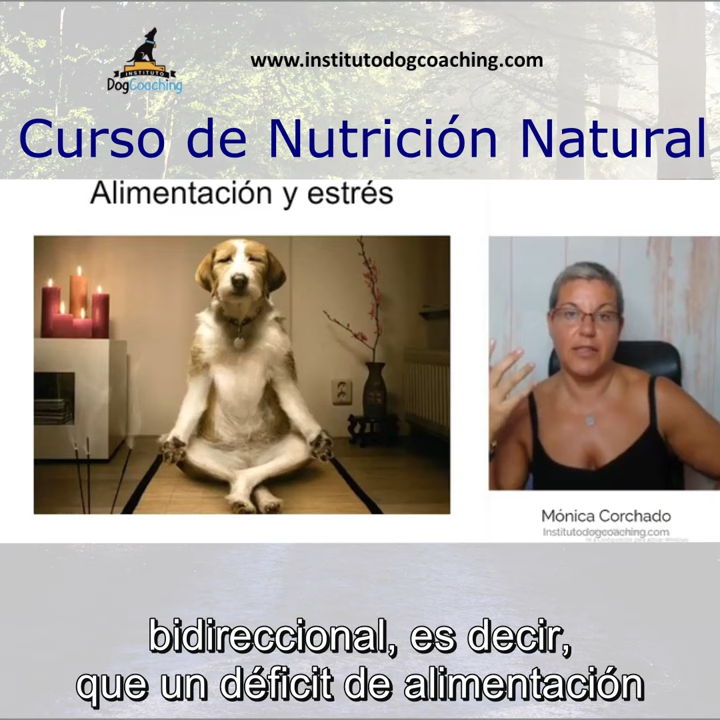 www.institutodogcoaching.com
INSTITUTO
DogCoaching
Curso de Nutrición Natural
Alimentación y estrés
Mónica Corchado
Institutodogcoaching.com
bidireccional, es decir,
que un déficit de alimentación